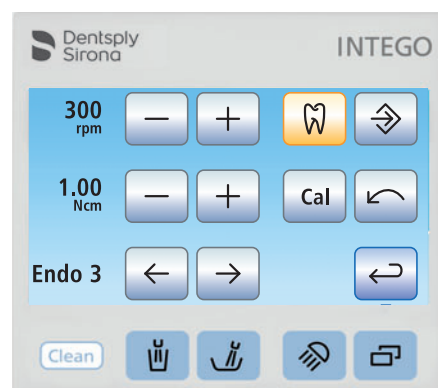 Dentsply
Sirona
INTEGO
300
rpm
1.00
Ncm
Cal
Endo 3
Clean